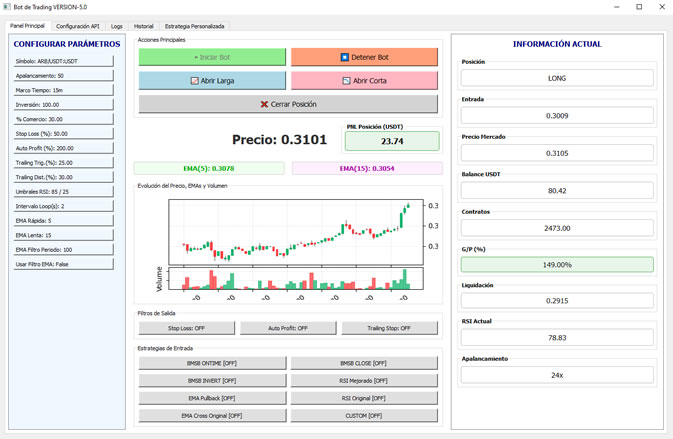 Bot de Trading VERSION-5.0
Panel Principal
Configuración API
Logs
Historial
Estrategia Personalizada
CONFIGURAR PARÁMETROS
Símbolo: ARB/USDT:USDT
Apalancamiento: 50
Marco Tiempo: 15m
Inversión: 100.00
% Comercio: 30.00
Stop Loss (%): 50.00
Auto Profit (%): 200.00
Trailing Trig.(%): 25.00
Trailing Dist.(%): 30.00
Umbrales RSI: 85 / 25
Intervalo Loop(s): 2
EMA Rápida: 5
EMA Lenta: 15
EMA Filtro Periodo: 100
Usar Filtro EMA: False
Acciones Principales
Iniciar Bot
Detener Bot
Abrir Larga
Abrir Corta
Cerrar Posición
Precio: 0.3101
PNL Posición (USDT)
23.74
EMA(5): 0.3078
EMA(15): 0.3054
Evolución del Precio, EMAs y Volumen
0.3
0.3
0.3
Volume
Filtros de Salida
Stop Loss: OFF
Auto Profit: OFF
Trailing Stop: OFF
Estrategias de Entrada
BMSB ONTIME [OFF]
BMSB CLOSE [OFF]
BMSB INVERT [OFF]
RSI Mejorado [OFF]
EMA Pullback [OFF]
RSI Original [OFF]
EMA Cross Original [OFF]
CUSTOM [OFF]
INFORMACIÓN ACTUAL
Posición
LONG
Entrada
0.3009
Precio Mercado
0.3105
Balance USDT
80.42
Contratos
2473.00
G/P (%)
149.00%
Liquidación
0.2915
RSI Actual
78.83
Apalancamiento
24x